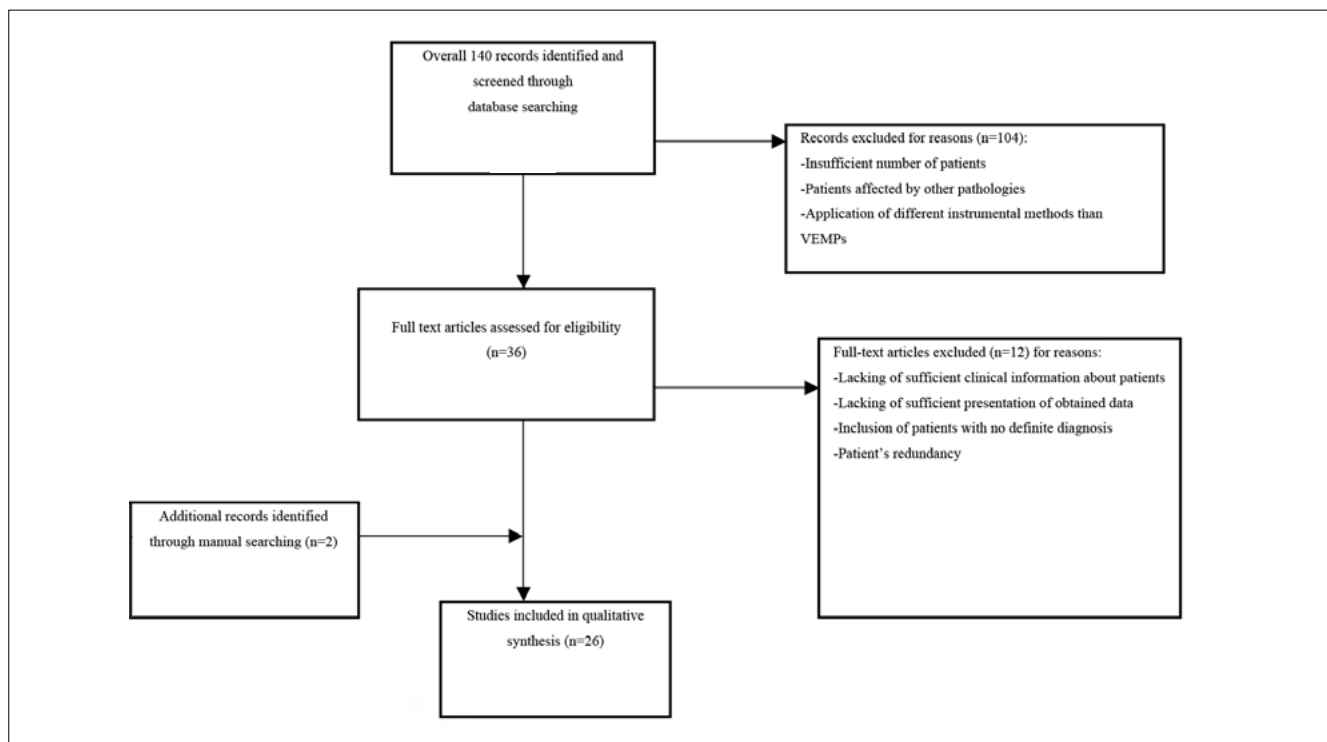 Overall 140 records identified and
screened through
database searching
Records excluded for reasons (n=104):
-Insufficient number of patients
-Patients affected by other pathologies
-Application of different instrumental methods than
VEMPs
Full text articles assessed for eligibility
(n=36)
Full-text articles excluded (n=12) for reasons:
-Lacking of sufficient clinical information about patients
-Lacking of sufficient presentation of obtained data
-Inclusion of patients with no definite diagnosis
-Patient’s redundancy
Additional records identified
through manual searching (n=2)
Studies included in qualitative
synthesis (n=26)